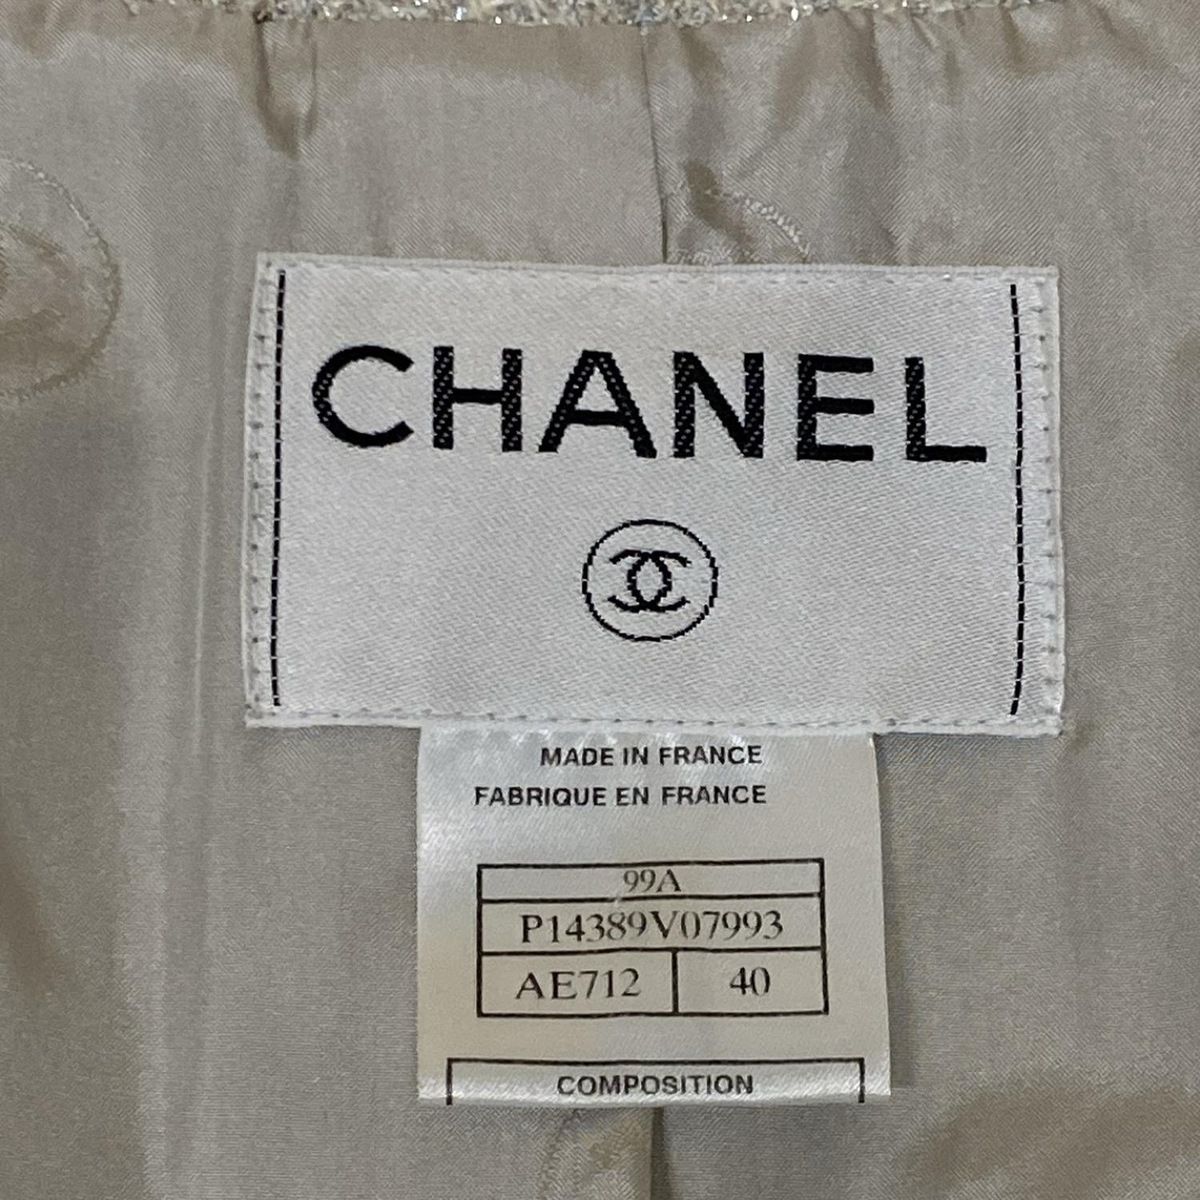 CHANEL
MADE IN FRANCE
FABRIQUE EN FRANCE
99A
P14389V07993
AE712 40
COMPOSITION